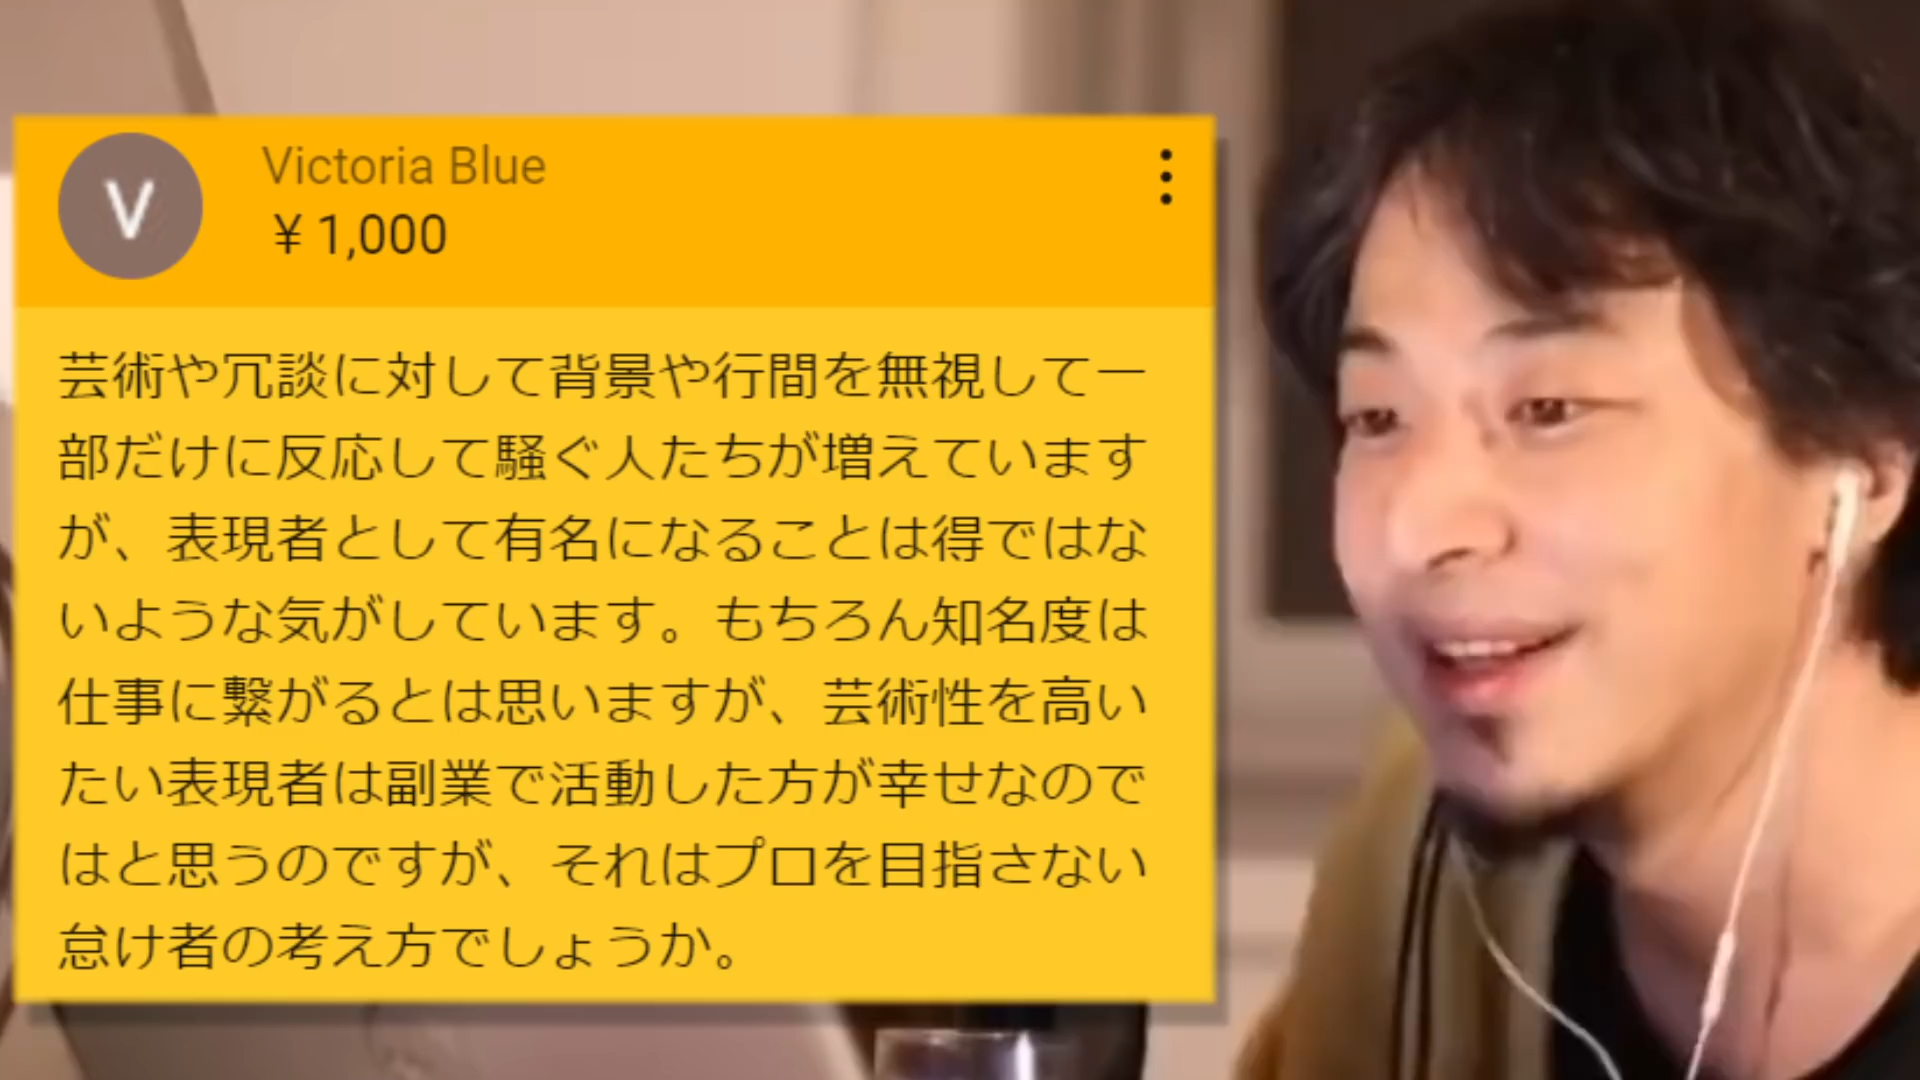 V
Victoria Blue
¥ 1,000
芸術や冗談に対して背景や行間を無視して一
部だけに反応して騒ぐ人たちが増えています
が、表現者として有名になることは得ではな
いような気がしています。もちろん知名度は
仕事に繋がるとは思いますが、芸術性を高い
たい表現者は副業で活動した方が幸せなので
はと思うのですが、それはプロを目指さない
怠け者の考え方でしょうか。